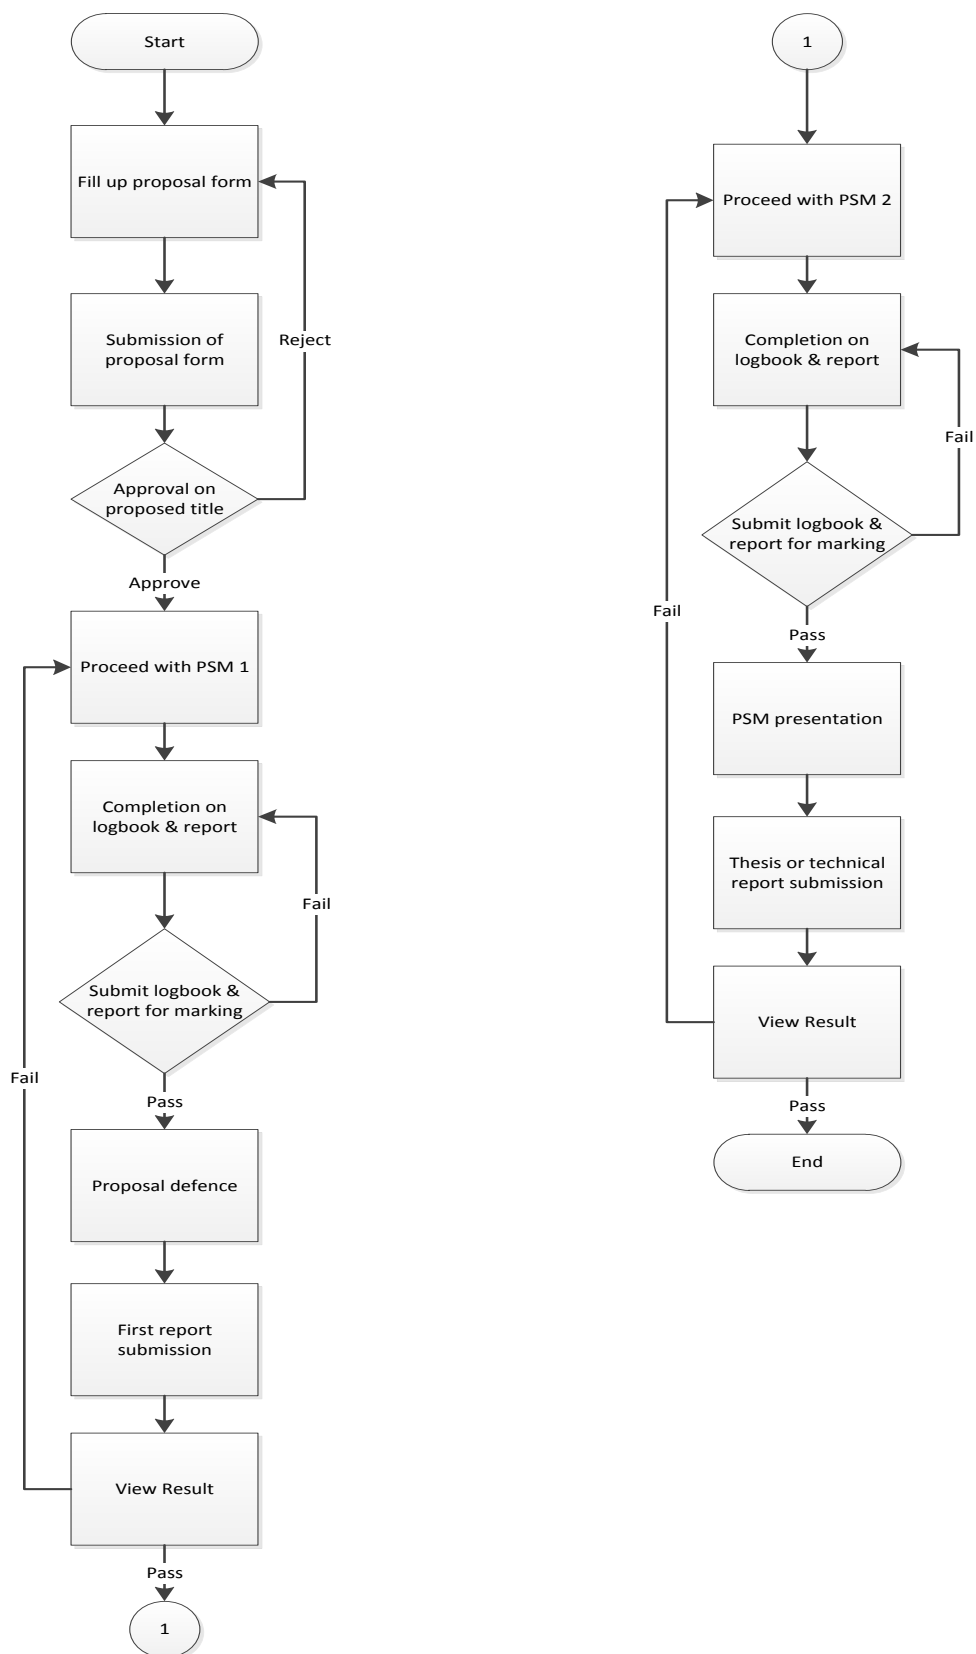 Start
Fill up proposal form
Submission of
proposal form
Reject
Approval on
proposed title
Approve
Proceed with PSM 1
Completion on
logbook & report
Fail
Submit logbook &
report for marking
Fail
Pass
Proposal defence
First report
submission
View Result
Pass
1
1
Proceed with PSM 2
Completion on
logbook & report
Fail
Submit logbook &
report for marking
Fail
Pass
PSM presentation
Thesis or technical
report submission
View Result
Pass
End